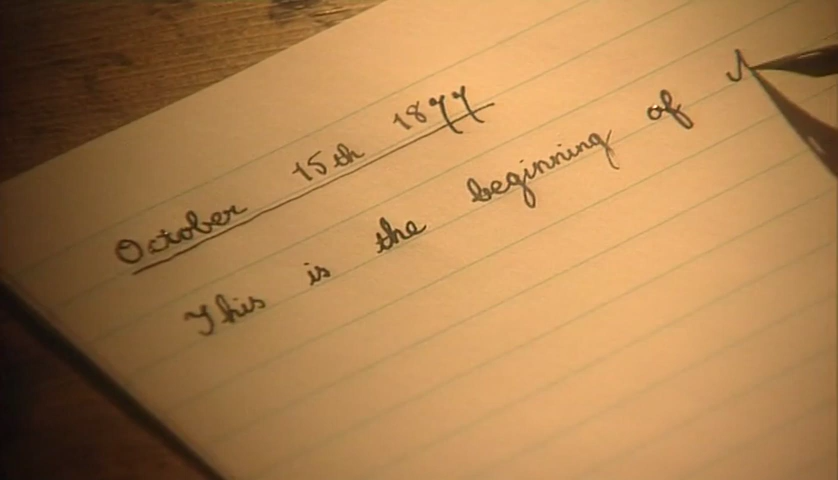 October 15th 1877
This is the beginning of